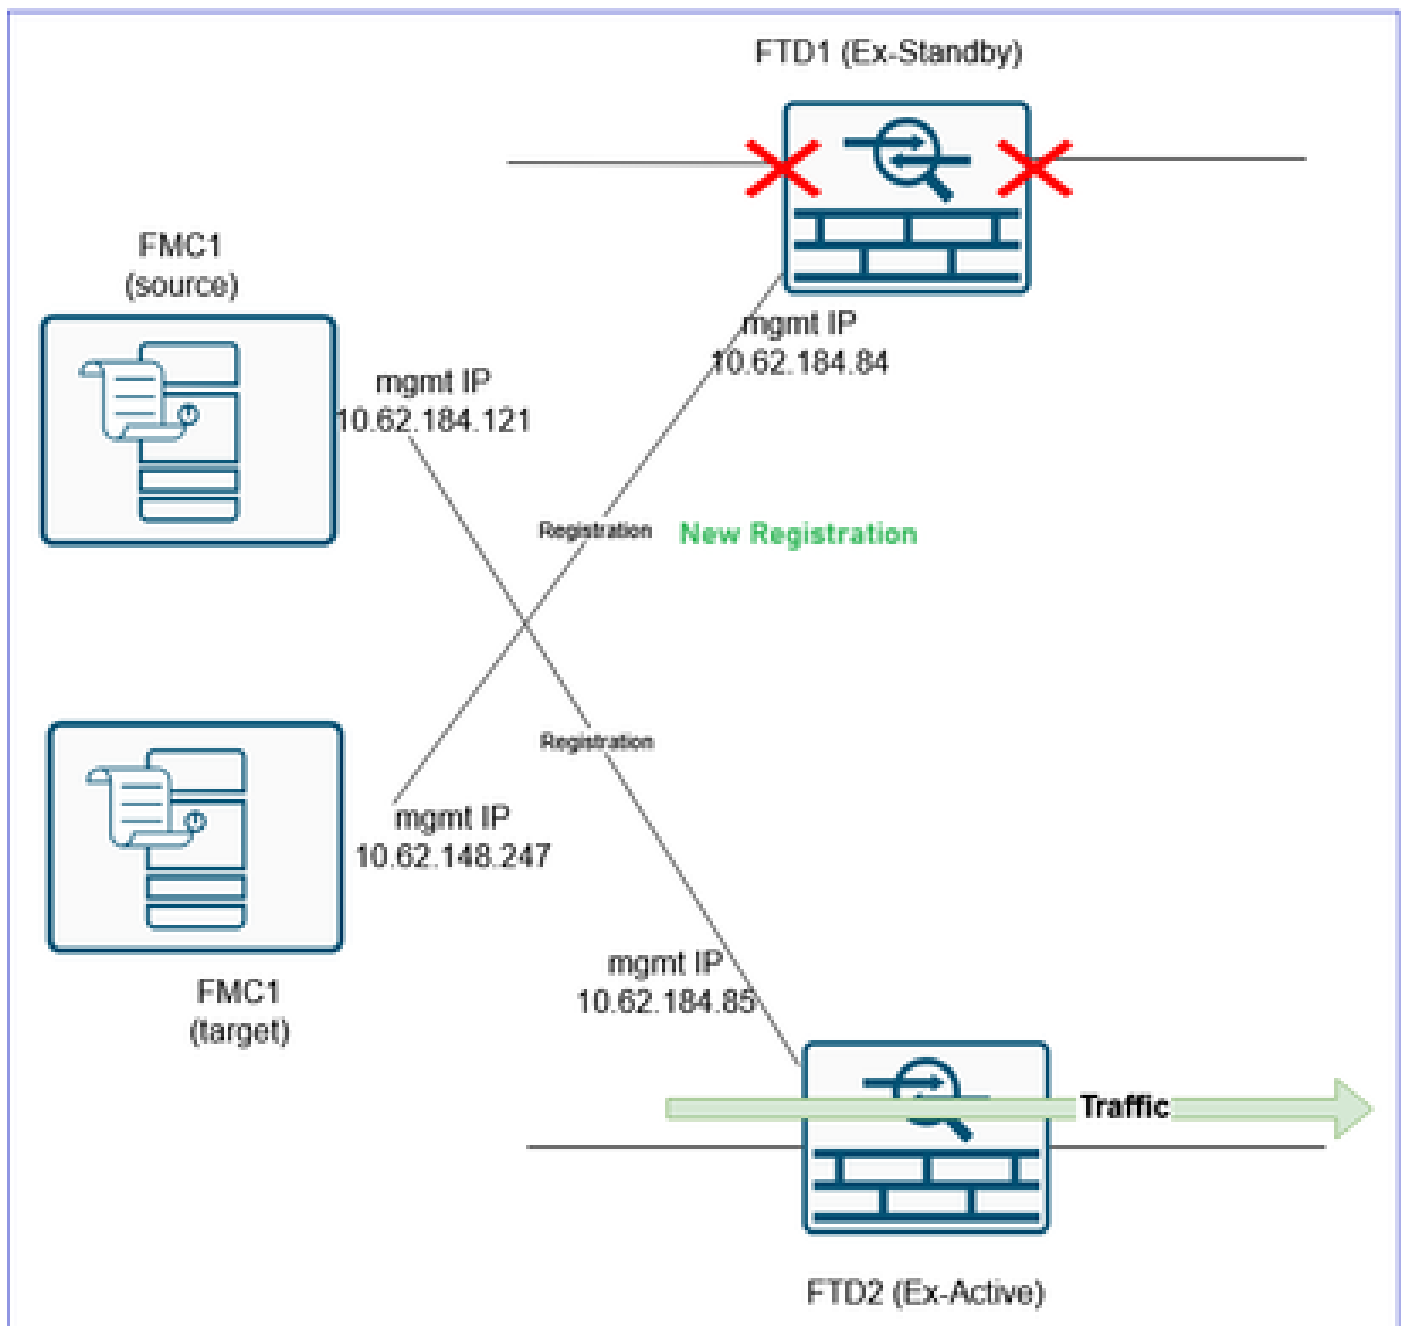 FTD1 (Ex-Standby)
FMC1
(source)
mgmt IP
10.62.184.84
mgmt IP
10.62.184.121
Registration
New Registration
Registration
mgmt IP
10.62.148.247
mgmt IP
10.62.184.85
FMC1
(target)
Traffic
FTD2 (Ex-Active)